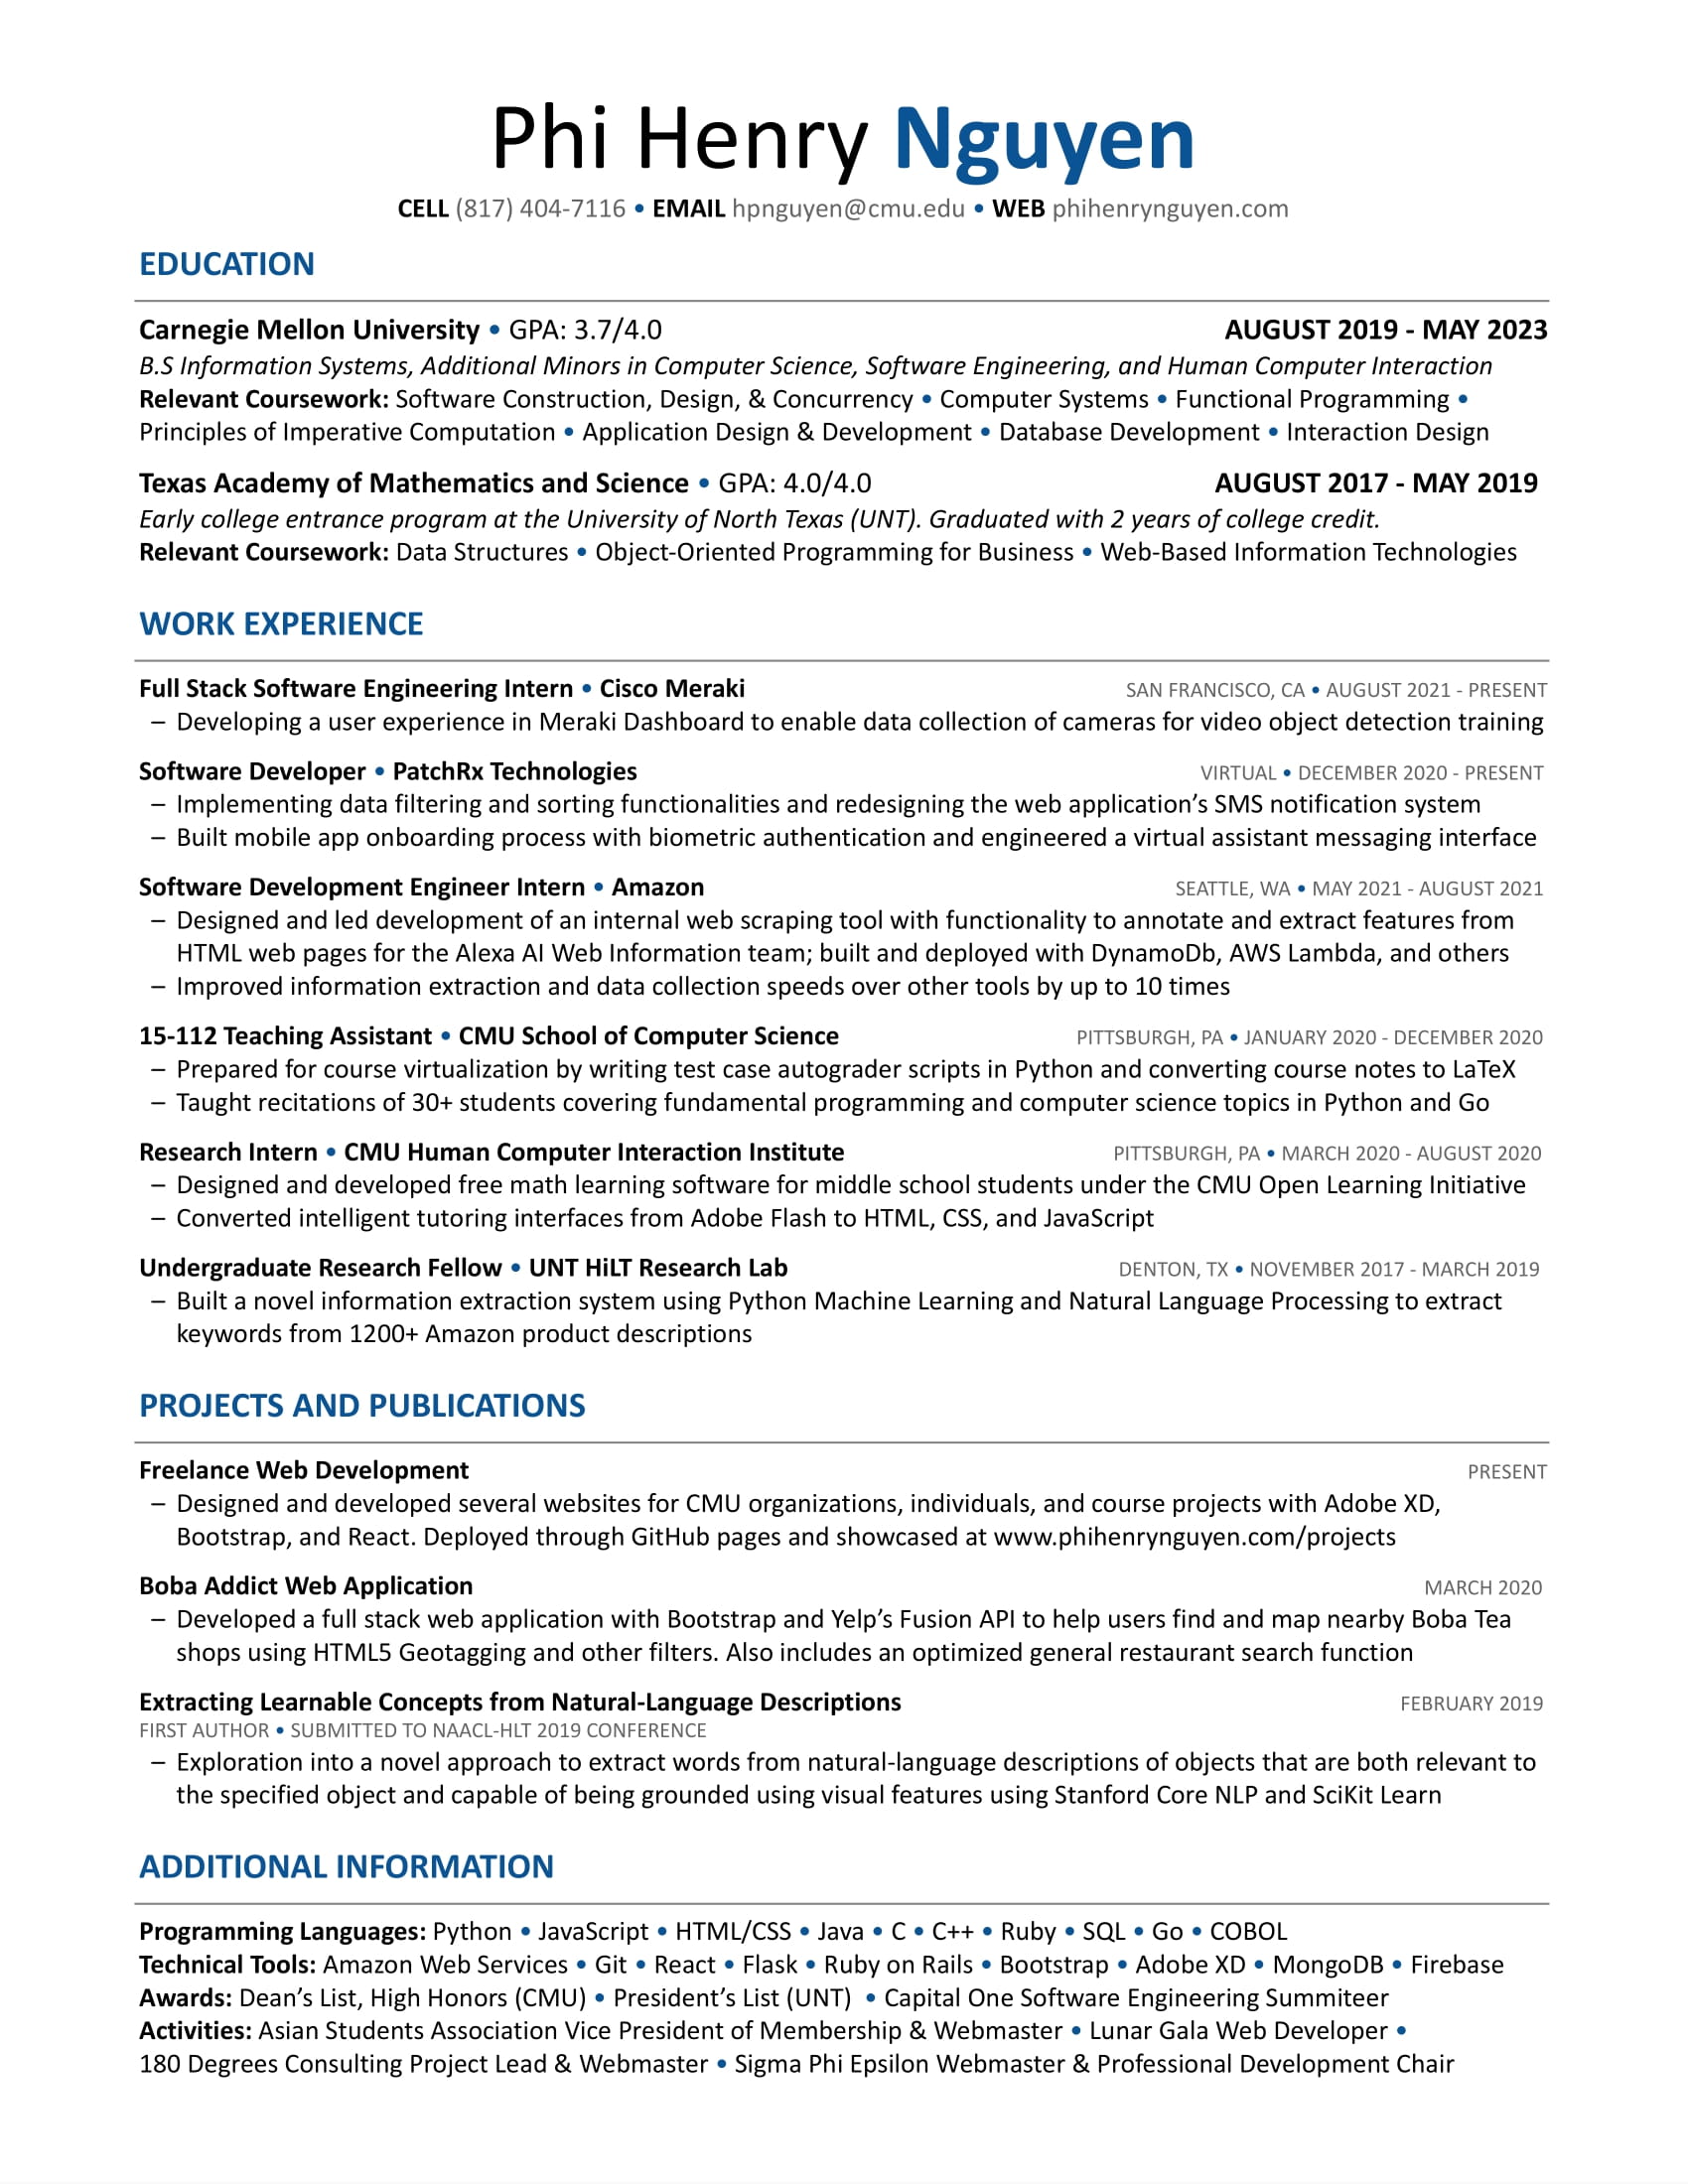 Phi Henry Nguyen
CELL (817) 404-7116 • EMAIL hpnguyen@cmu.edu • WEB phihenrynguyen.com
EDUCATION
Carnegie Mellon University • GPA: 3.7/4.0 AUGUST 2019 - MAY 2023
B.S Information Systems, Additional Minors in Computer Science, Software Engineering, and Human Computer Interaction
Relevant Coursework: Software Construction, Design, & Concurrency • Computer Systems • Functional Programming •
Principles of Imperative Computation • Application Design & Development • Database Development • Interaction Design
Texas Academy of Mathematics and Science • GPA: 4.0/4.0 AUGUST 2017 - MAY 2019
Early college entrance program at the University of North Texas (UNT). Graduated with 2 years of college credit.
Relevant Coursework: Data Structures • Object-Oriented Programming for Business • Web-Based Information Technologies
WORK EXPERIENCE
Full Stack Software Engineering Intern • Cisco Meraki SAN FRANCISCO, CA • AUGUST 2021 - PRESENT
– Developing a user experience in Meraki Dashboard to enable data collection of cameras for video object detection training
Software Developer • PatchRx Technologies VIRTUAL • DECEMBER 2020 - PRESENT
– Implementing data filtering and sorting functionalities and redesigning the web application's SMS notification system
– Built mobile app onboarding process with biometric authentication and engineered a virtual assistant messaging interface
Software Development Engineer Intern • Amazon SEATTLE, WA • MAY 2021 - AUGUST 2021
– Designed and led development of an internal web scraping tool with functionality to annotate and extract features from
HTML web pages for the Alexa AI Web Information team; built and deployed with DynamoDb, AWS Lambda, and others
– Improved information extraction and data collection speeds over other tools by up to 10 times
15-112 Teaching Assistant • CMU School of Computer Science PITTSBURGH, PA • JANUARY 2020 - DECEMBER 2020
– Prepared for course virtualization by writing test case autograder scripts in Python and converting course notes to LaTeX
– Taught recitations of 30+ students covering fundamental programming and computer science topics in Python and Go
Research Intern • CMU Human Computer Interaction Institute PITTSBURGH, PA • MARCH 2020 - AUGUST 2020
– Designed and developed free math learning software for middle school students under the CMU Open Learning Initiative
– Converted intelligent tutoring interfaces from Adobe Flash to HTML, CSS, and JavaScript
Undergraduate Research Fellow • UNT HiLT Research Lab DENTON, TX • NOVEMBER 2017 - MARCH 2019
– Built a novel information extraction system using Python Machine Learning and Natural Language Processing to extract
keywords from 1200+ Amazon product descriptions
PROJECTS AND PUBLICATIONS
Freelance Web Development PRESENT
– Designed and developed several websites for CMU organizations, individuals, and course projects with Adobe XD,
Bootstrap, and React. Deployed through GitHub pages and showcased at www.phihenrynguyen.com/projects
Boba Addict Web Application MARCH 2020
– Developed a full stack web application with Bootstrap and Yelp's Fusion API to help users find and map nearby Boba Tea
shops using HTML5 Geotagging and other filters. Also includes an optimized general restaurant search function
Extracting Learnable Concepts from Natural-Language Descriptions FEBRUARY 2019
FIRST AUTHOR • SUBMITTED TO NAACL-HLT 2019 CONFERENCE
– Exploration into a novel approach to extract words from natural-language descriptions of objects that are both relevant to
the specified object and capable of being grounded using visual features using Stanford Core NLP and SciKit Learn
ADDITIONAL INFORMATION
Programming Languages: Python • JavaScript • HTML/CSS • Java • C • C++ • Ruby • SQL • Go • COBOL
Technical Tools: Amazon Web Services • Git • React • Flask • Ruby on Rails • Bootstrap • Adobe XD • MongoDB • Firebase
Awards: Dean's List, High Honors (CMU) • President's List (UNT) • Capital One Software Engineering Summiteer
Activities: Asian Students Association Vice President of Membership & Webmaster • Lunar Gala Web Developer •
180 Degrees Consulting Project Lead & Webmaster • Sigma Phi Epsilon Webmaster & Professional Development Chair